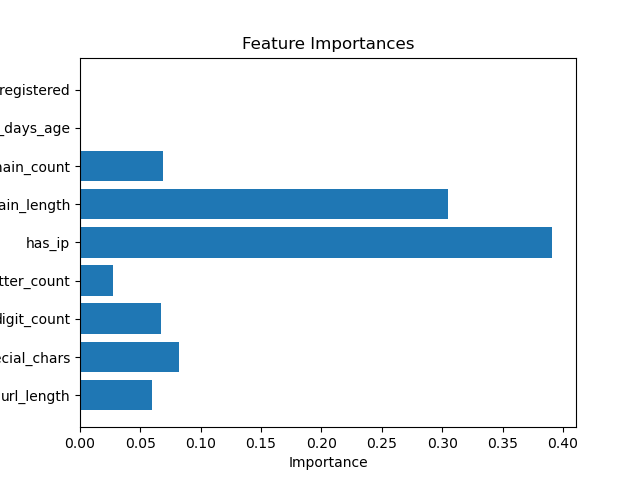 Feature Importances
registered
_days_age
nain_count
ain_length
has_ip
tter_count
digit_count
ecial_chars
url_length
0.00 0.05 0.10 0.15 0.20 0.25 0.30 0.35 0.40
Importance